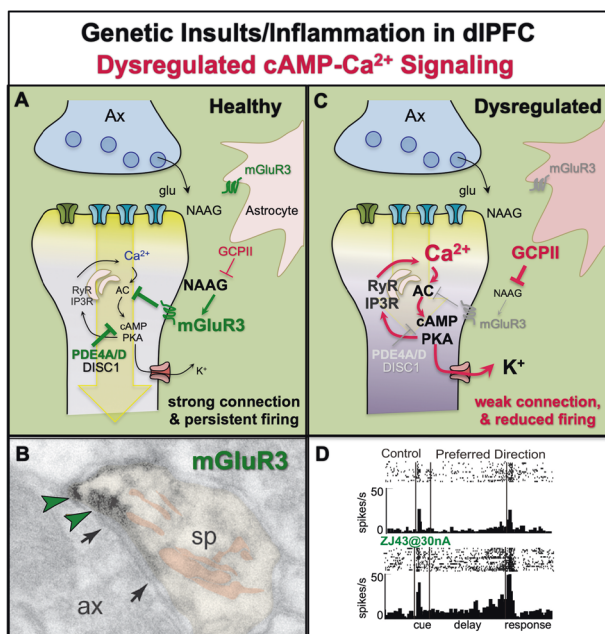 Genetic Insults/Inflammation in dlPFC
Dysregulated cAMP-Ca²⁺ Signaling
A
Healthy
Ax
glu
NAAG
mGluR3
Astrocyte
GCPII
Ca²⁺
RyR
IP3R
AC
NAAG
mGluR3
cAMP
PKA
PDE4A/D
DISC1
K⁺
strong connection
& persistent firing
C
Dysregulated
Ax
glu
NAAG
mGluR3
GCPII
Ca²⁺
RyR
IP3R
AC
NAAG
mGluR3
cAMP
PKA
PDE4A/D
DISC1
K⁺
weak connection,
& reduced firing
B
mGluR3
sp
ax
D
Control
Preferred Direction
50
spikes/s
0
ZJ43@30nA
50
spikes/s
0
cue delay response